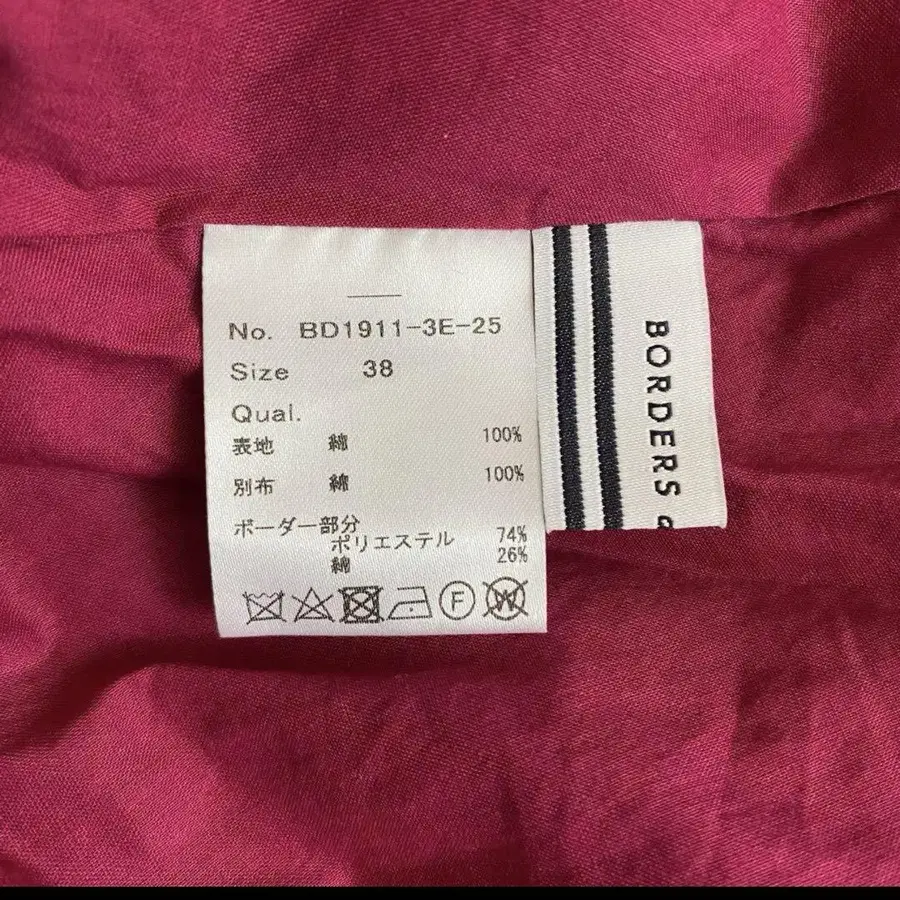 No. BD1911-3E-25
Size 38
Qual.
表地 綿 100%
別布 綿 100%
ボーダー部分
ポリエステル 74%
綿 26%
F
W
BORDERS